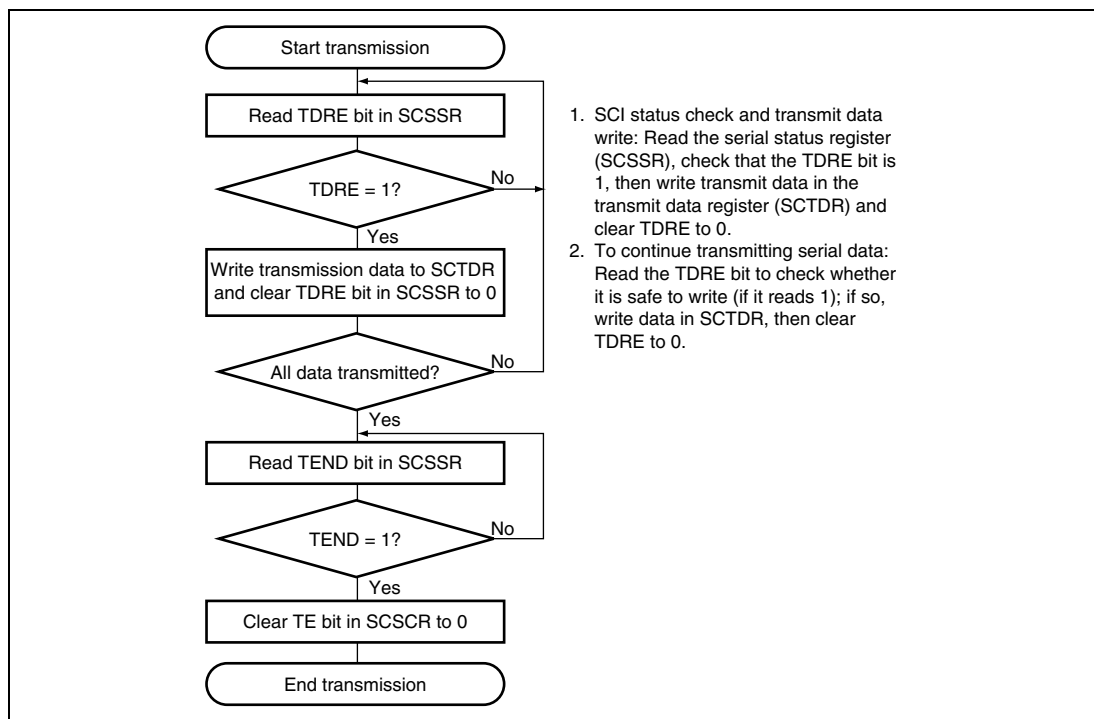 Start transmission
Read TDRE bit in SCSSR
TDRE = 1?
No
Yes
Write transmission data to SCTDR
and clear TDRE bit in SCSSR to 0
All data transmitted?
No
Yes
Read TEND bit in SCSSR
TEND = 1?
No
Yes
Clear TE bit in SCSCR to 0
End transmission
1. SCI status check and transmit data
write: Read the serial status register
(SCSSR), check that the TDRE bit is
1, then write transmit data in the
transmit data register (SCTDR) and
clear TDRE to 0.
2. To continue transmitting serial data:
Read the TDRE bit to check whether
it is safe to write (if it reads 1); if so,
write data in SCTDR, then clear
TDRE to 0.